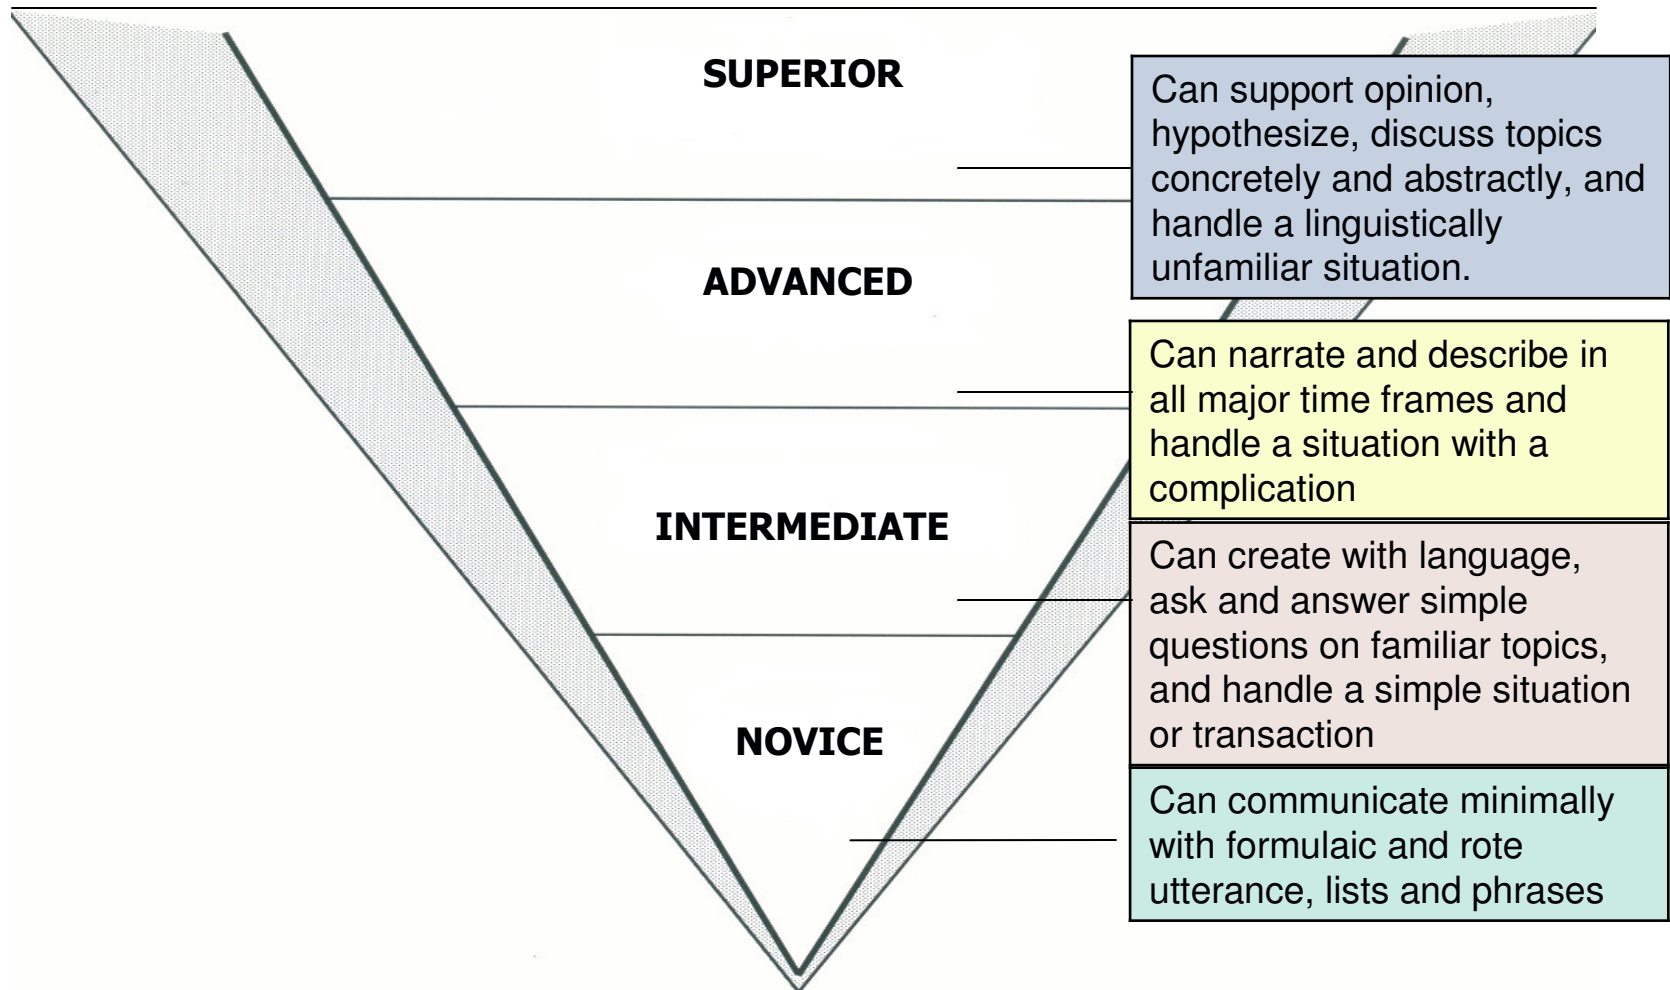 SUPERIOR
Can support opinion,
hypothesize, discuss topics
concretely and abstractly, and
handle a linguistically
unfamiliar situation.
ADVANCED
Can narrate and describe in
all major time frames and
handle a situation with a
complication
INTERMEDIATE
Can create with language,
ask and answer simple
questions on familiar topics,
and handle a simple situation
or transaction
NOVICE
Can communicate minimally
with formulaic and rote
utterance, lists and phrases